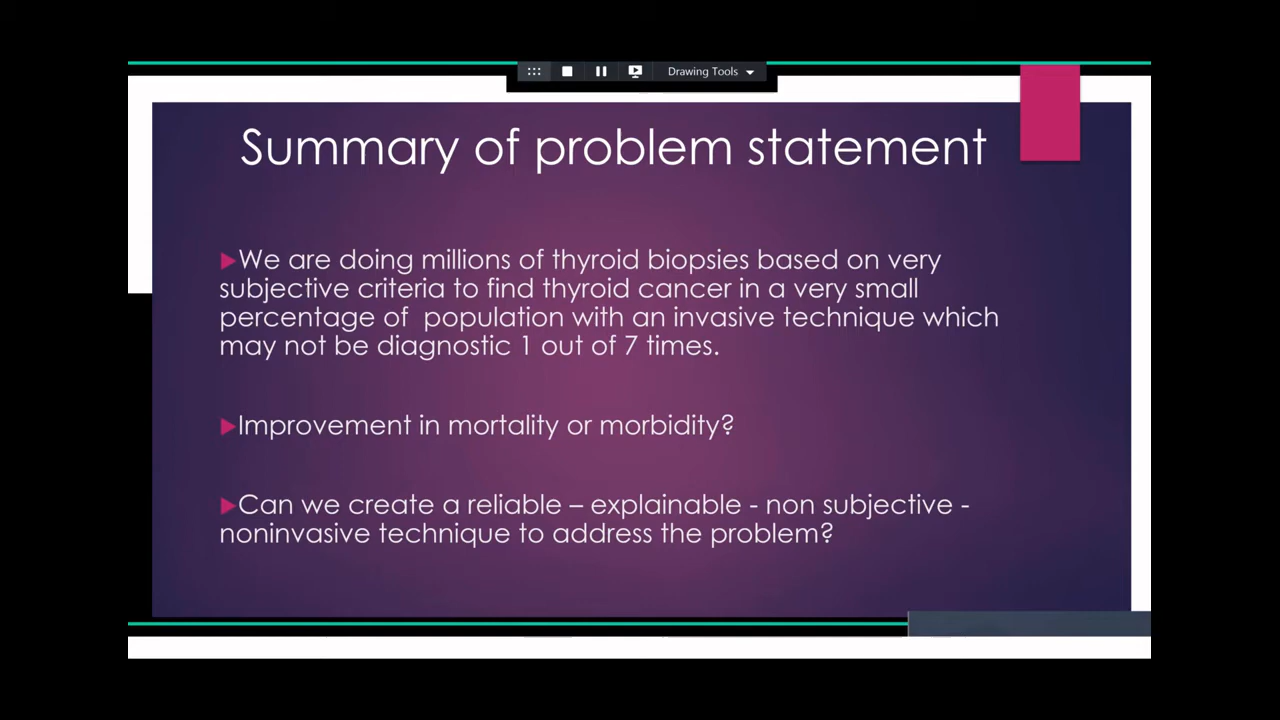 Drawing Tools
Summary of problem statement
We are doing millions of thyroid biopsies based on very
subjective criteria to find thyroid cancer in a very small
percentage of  population with an invasive technique which
may not be diagnostic 1 out of 7 times.
Improvement in mortality or morbidity?
Can we create a reliable – explainable - non subjective -
noninvasive technique to address the problem?